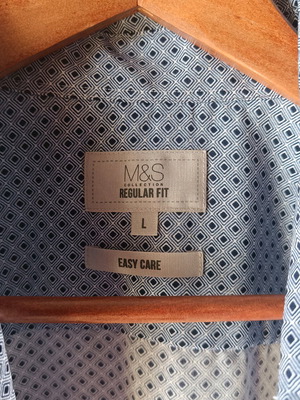 M&S
COLLECTION
REGULAR FIT
L
EASY CARE